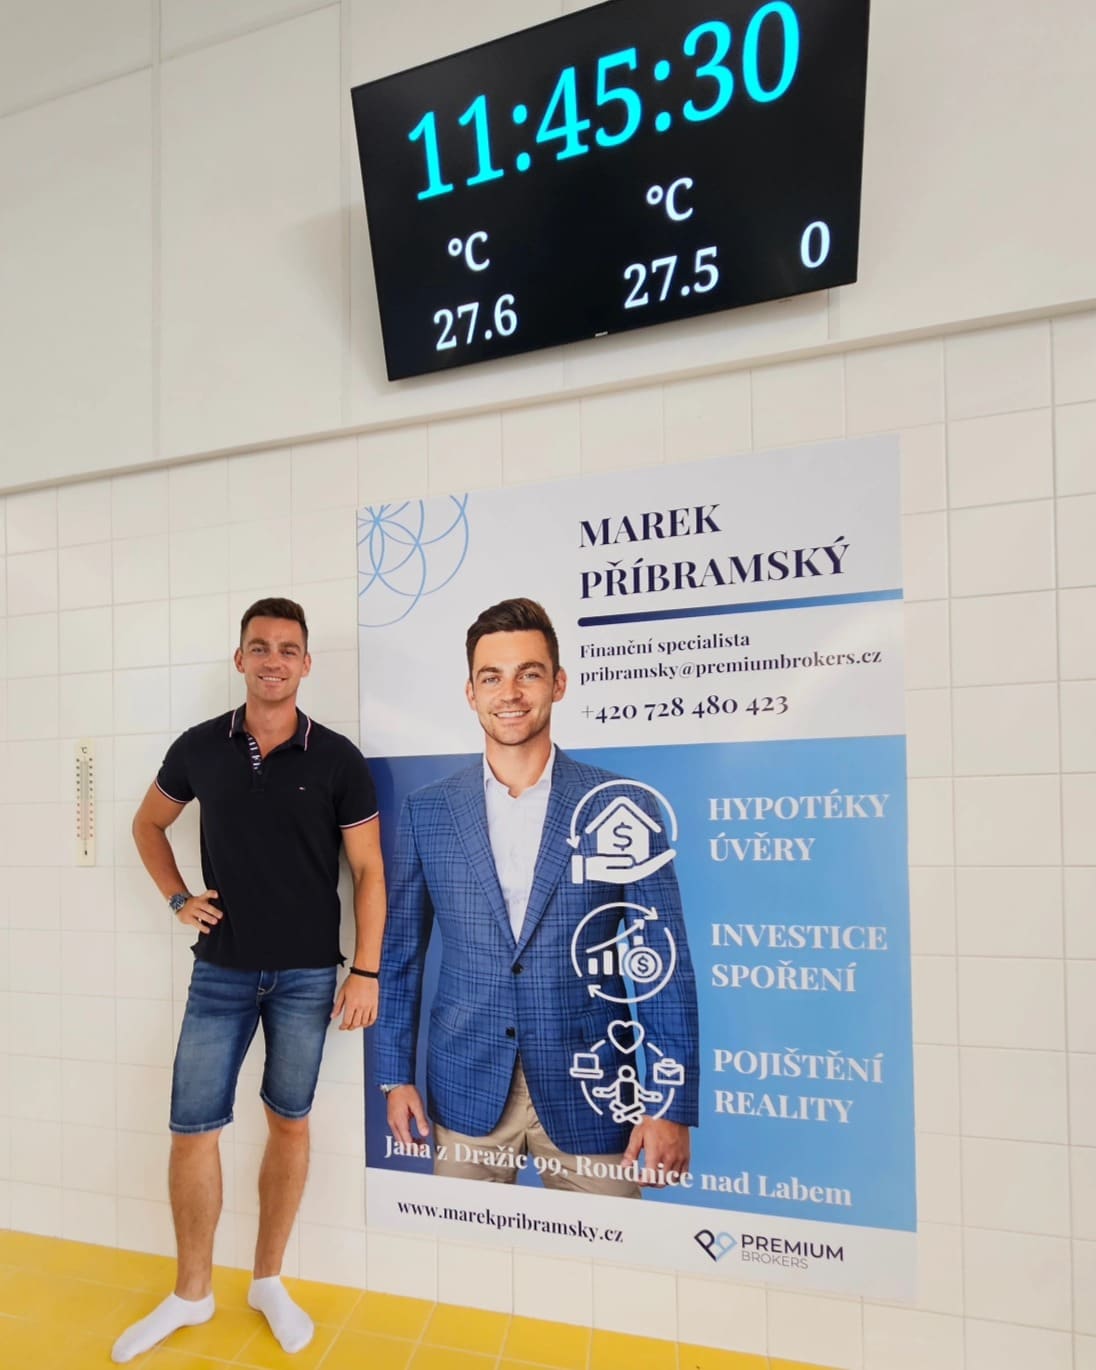 11:45:30
°C °C
27.6 27.5 0
MAREK
PŘÍBRAMSKÝ
Finanční specialista
pribramsky@premiumbrokers.cz
+420 728 480 423
HYPOTÉKY
ÚVĚRY
INVESTICE
SPOŘENÍ
POJIŠTĚNÍ
REALITY
Jana z Dražic 99, Roudnice nad Labem
www.marekpribramsky.cz
PREMIUM
BROKERS